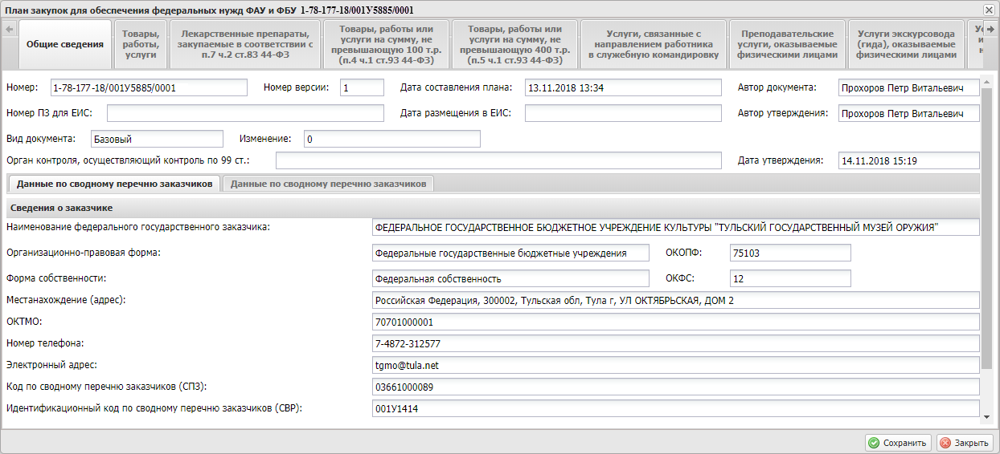 План закупок для обеспечения федеральных нужд ФАУ и ФБУ 1-78-177-18/001У5885/0001
Общие сведения
Товары,
работы,
услуги
Лекарственные препараты,
закупаемые в соответствии с
п.7 ч.2 ст.83 44-ФЗ
Товары, работы или
услуги на сумму, не
превышающую 100 т.р.
(п.4 ч.1 ст.93 44-ФЗ)
Товары, работы или
услуги на сумму, не
превышающую 400 т.р.
(п.5 ч.1 ст.93 44-ФЗ)
Услуги, связанные с
направлением работника
в служебную командировку
Преподавательские
услуги, оказываемые
физическими лицами
Услуги экскурсовода
(гида), оказываемые
физическими лицами
Номер: 1-78-177-18/001У5885/0001 Номер версии: 1 Дата составления плана: 13.11.2018 13:34 Автор документа: Прохоров Петр Витальевич
Номер ПЗ для ЕИС: Дата размещения в ЕИС: Автор утверждения: Прохоров Петр Витальевич
Вид документа: Базовый Изменение: 0
Орган контроля, осуществляющий контроль по 99 ст.: Дата утверждения: 14.11.2018 15:19
Данные по сводному перечню заказчиков Данные по сводному перечню заказчиков
Сведения о заказчике
Наименование федерального государственного заказчика: ФЕДЕРАЛЬНОЕ ГОСУДАРСТВЕННОЕ БЮДЖЕТНОЕ УЧРЕЖДЕНИЕ КУЛЬТУРЫ "ТУЛЬСКИЙ ГОСУДАРСТВЕННЫЙ МУЗЕЙ ОРУЖИЯ"
Организационно-правовая форма: Федеральные государственные бюджетные учреждения ОКОПФ: 75103
Форма собственности: Федеральная собственность ОКФС: 12
Местанахождение (адрес): Российская Федерация, 300002, Тульская обл, Тула г, УЛ ОКТЯБРЬСКАЯ, ДОМ 2
ОКТМО: 70701000001
Номер телефона: 7-4872-312577
Электронный адрес: tgmo@tula.net
Код по сводному перечню заказчиков (СПЗ): 03661000089
Идентификационный код по сводному перечню заказчиков (СВР): 001У1414
Сохранить Закрыть